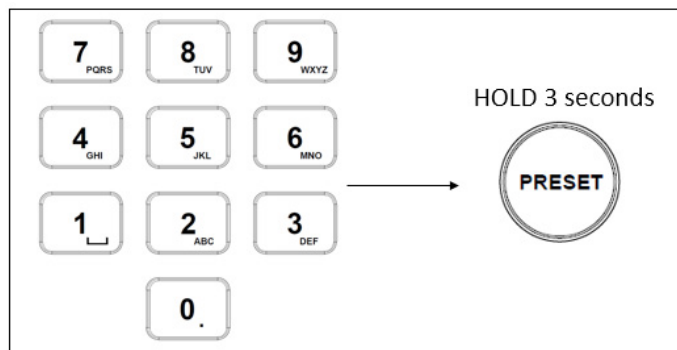 7 PQRS 8 TUV 9 WXYZ
HOLD 3 seconds
4 GHI 5 JKL 6 MNO
PRESET
1 2 ABC 3 DEF
0 .